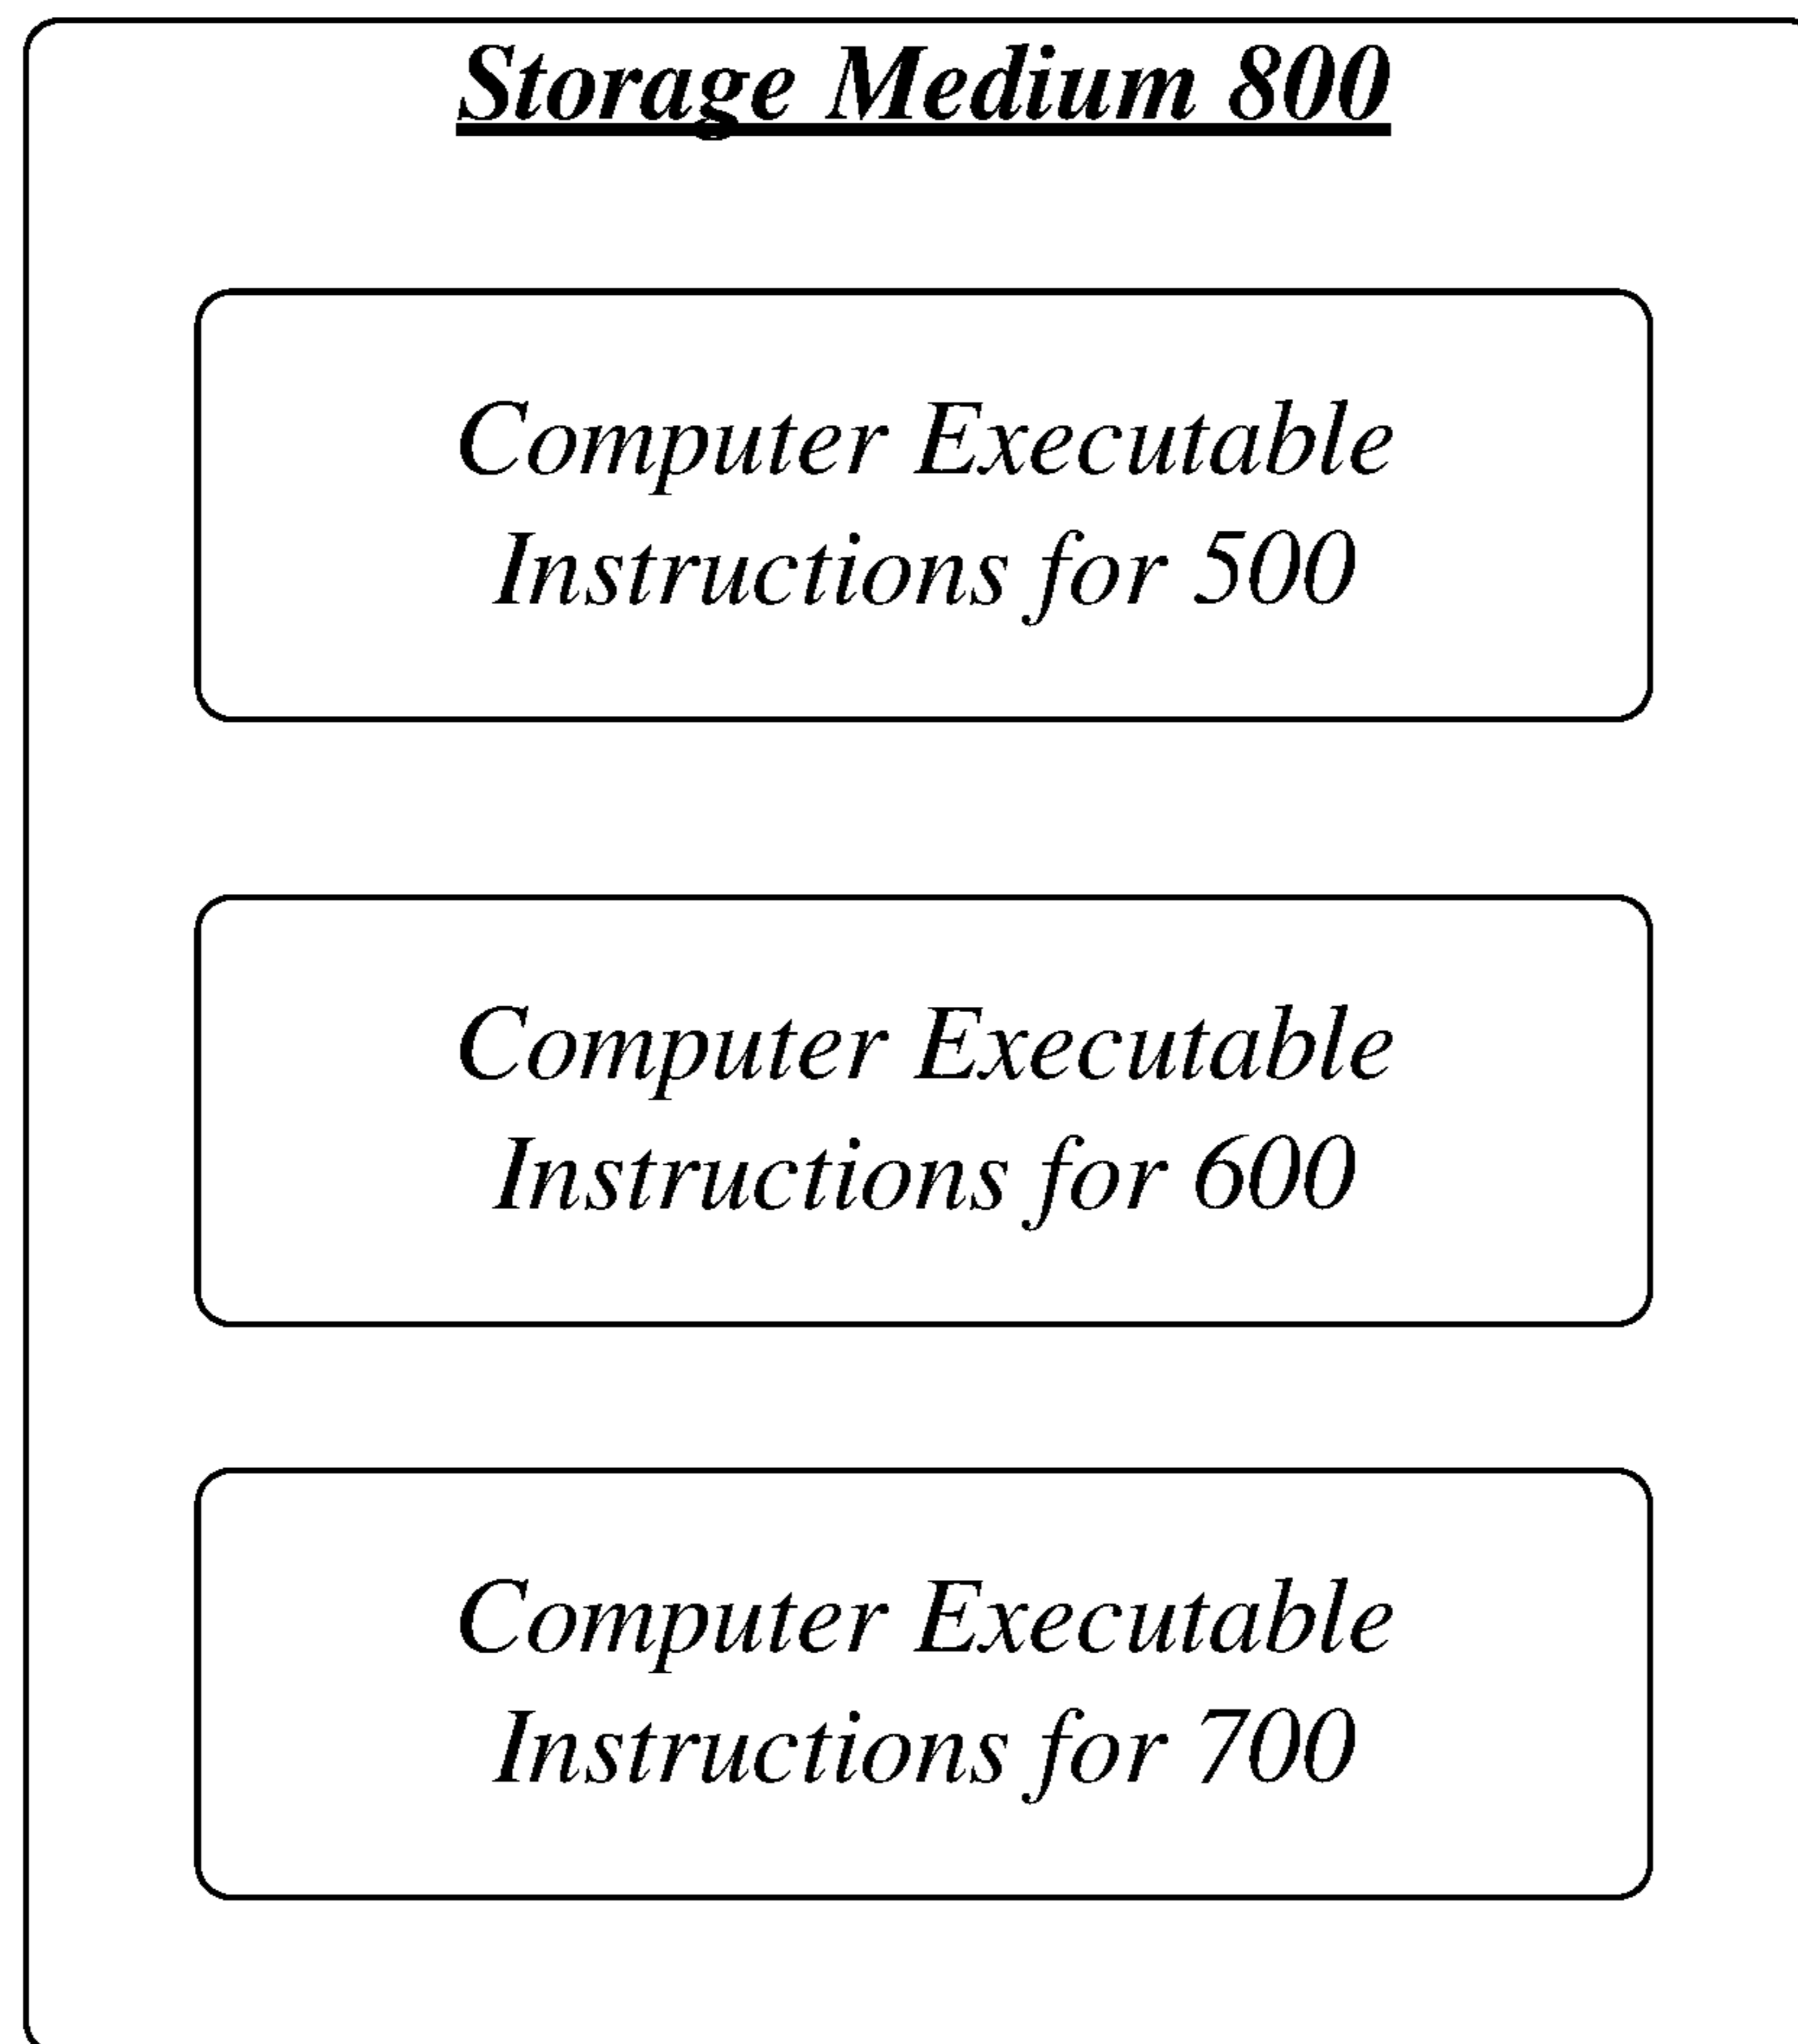 Storage Medium 800
Computer Executable
Instructions for 500
Computer Executable
Instructions for 600
Computer Executable
Instructions for 700